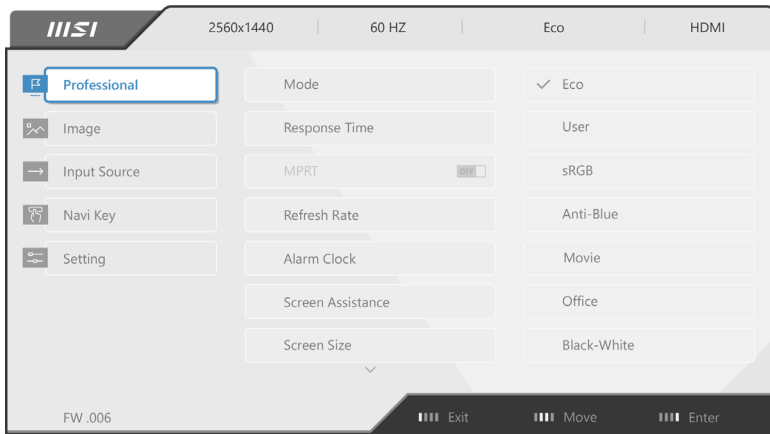 msi
2560x1440 60 HZ Eco HDMI
Professional
Image
Input Source
Navi Key
Setting
Mode
Response Time
MPRT OFF
Refresh Rate
Alarm Clock
Screen Assistance
Screen Size
Eco
User
sRGB
Anti-Blue
Movie
Office
Black-White
FW .006 Exit Move Enter